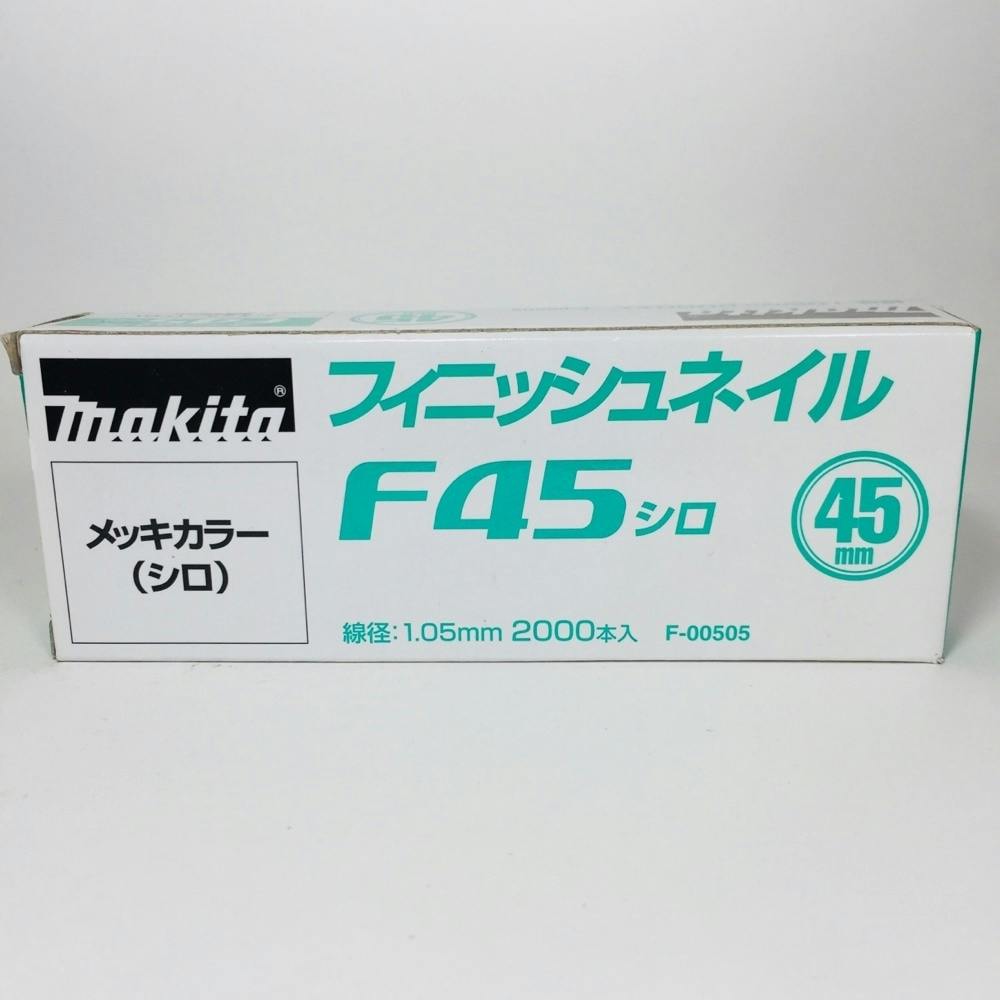 makita®
フィニッシュネイル
F45シロ
45
mm
メッキカラー
(シロ)
線径:1.05mm 2000本入 F-00505